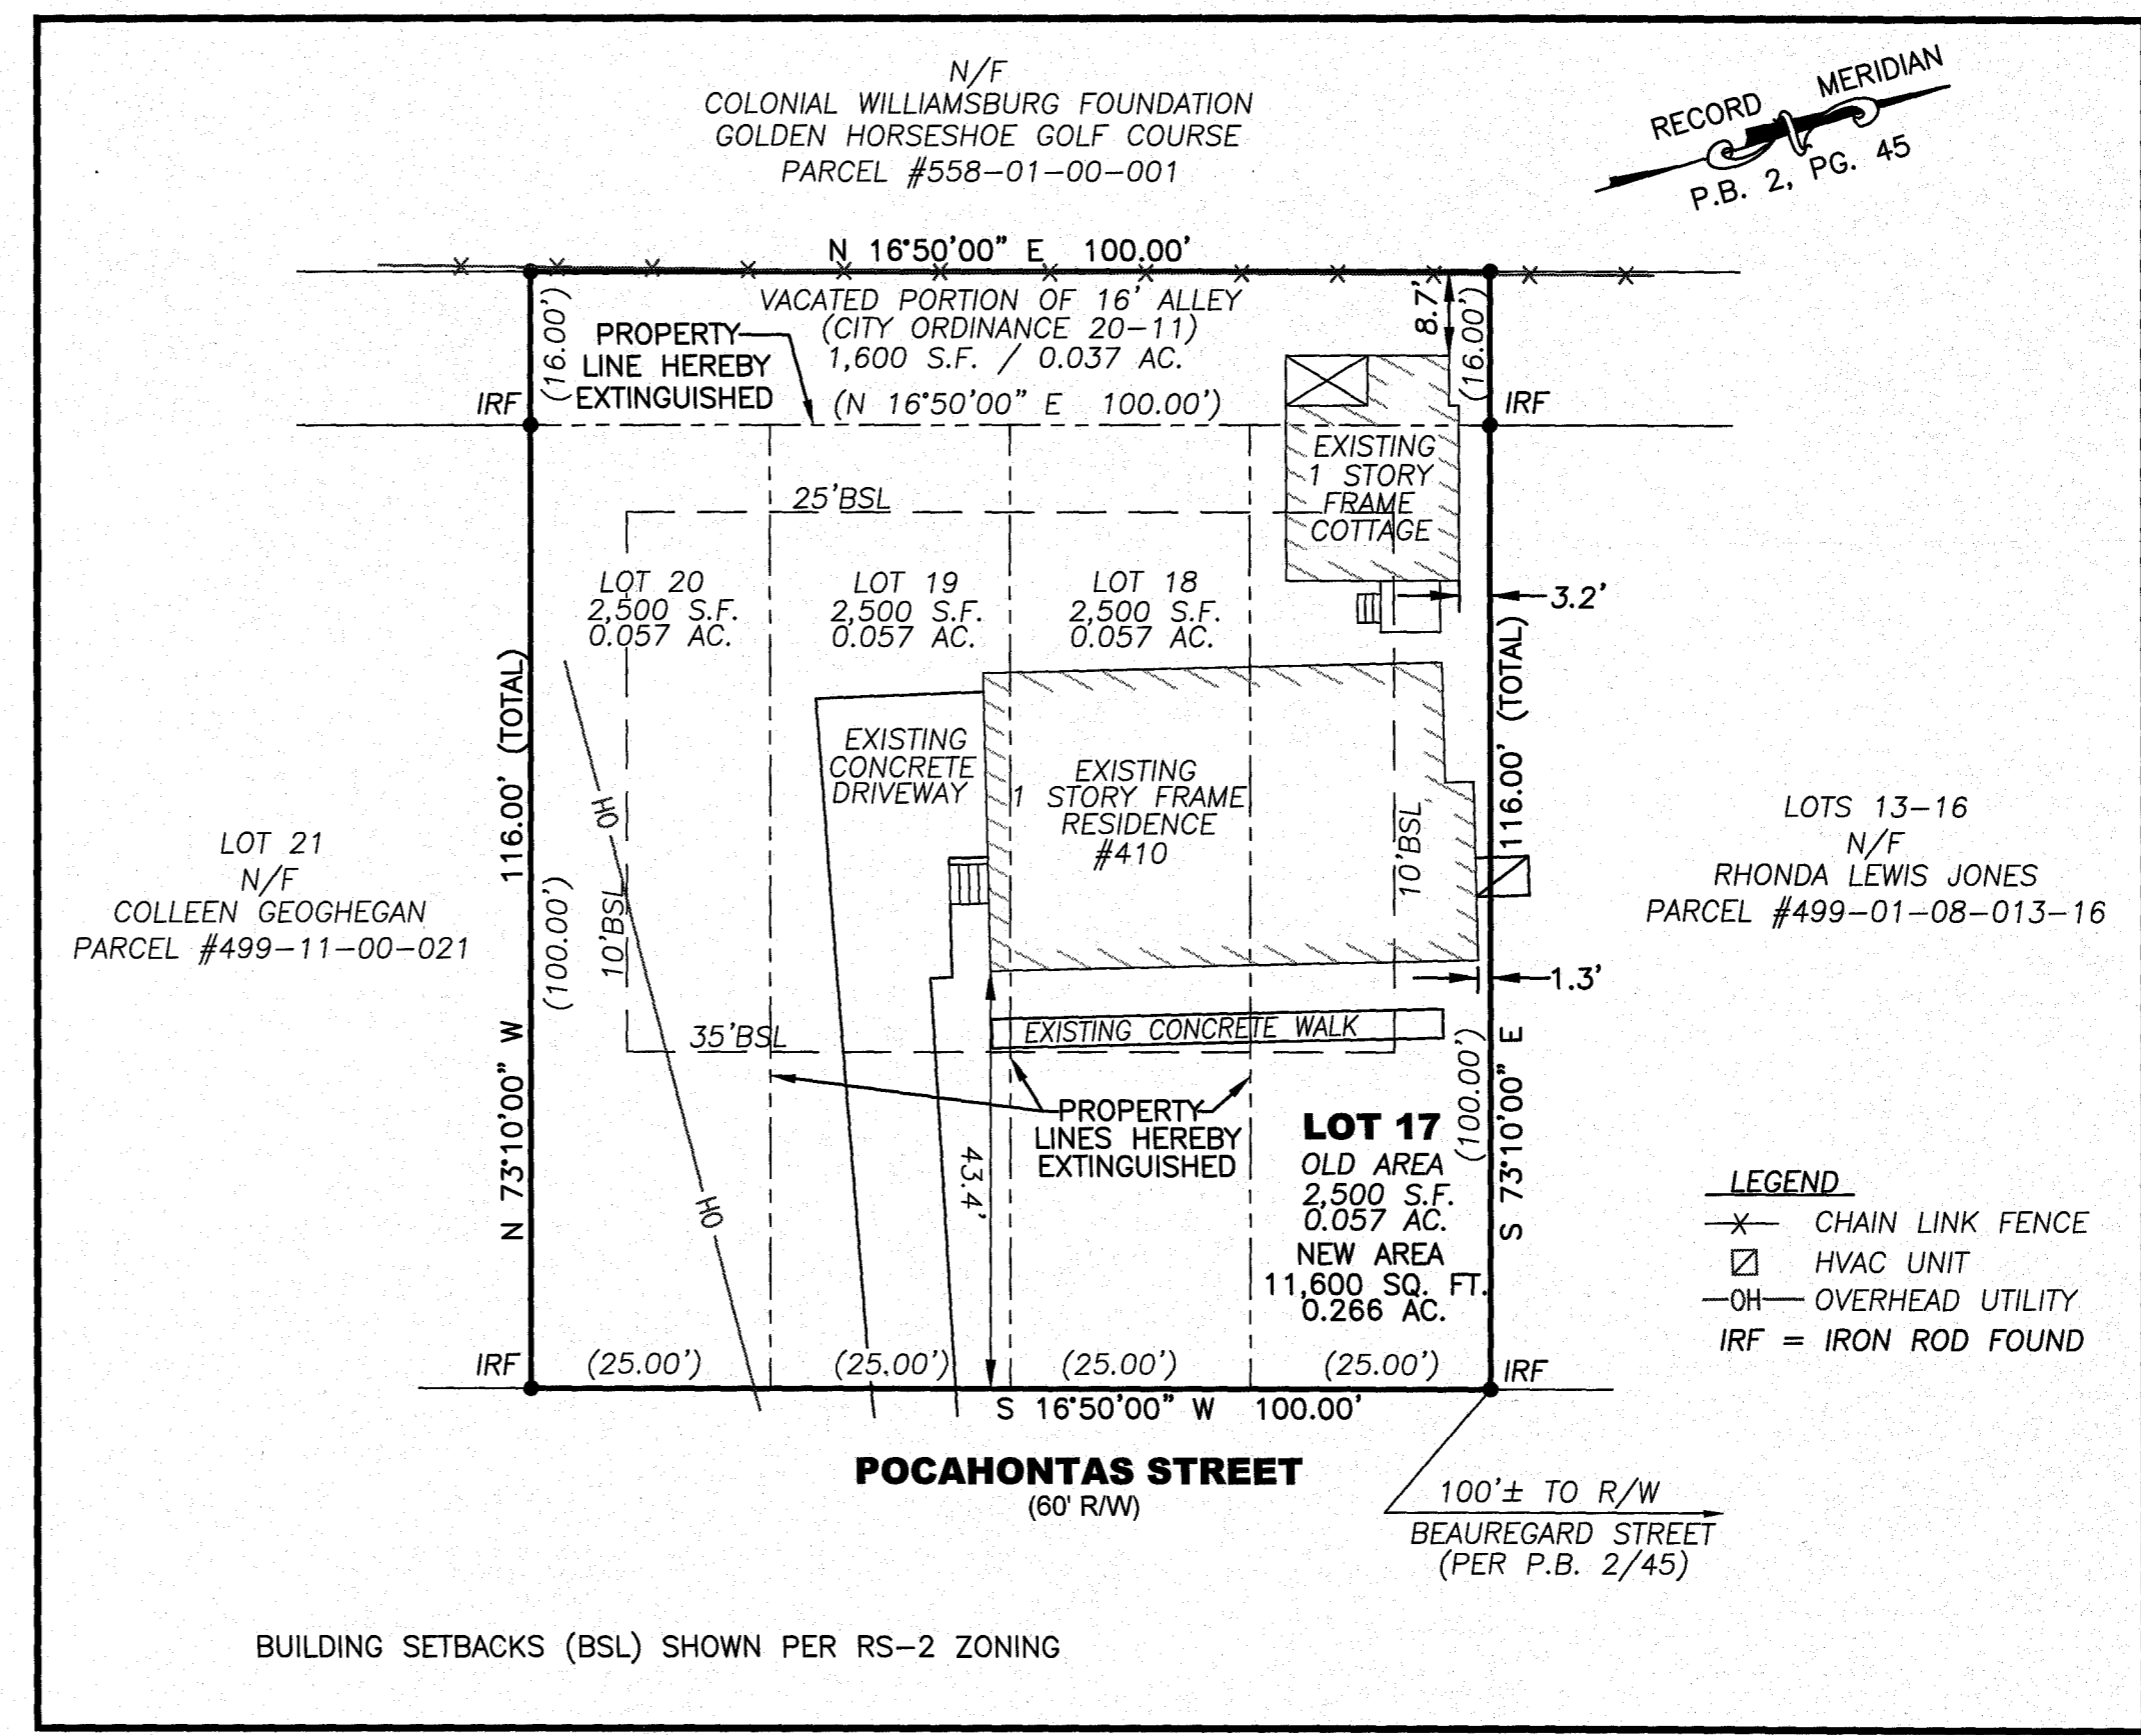 N/F
COLONIAL WILLIAMSBURG FOUNDATION
GOLDEN HORSESHOE GOLF COURSE
PARCEL #558-01-00-001
RECORD MERIDIAN
P.B. 2, PG. 45
N 16°50'00" E 100.00'
VACATED PORTION OF 16' ALLEY
(CITY ORDINANCE 20-11)
1,600 S.F. / 0.037 AC.
(N 16°50'00" E 100.00')
PROPERTY
LINE HEREBY
EXTINGUISHED
(16.00')
IRF
8.7'
(16.00')
IRF
EXISTING
1 STORY
FRAME
COTTAGE
25'BSL
LOT 20
2,500 S.F.
0.057 AC.
LOT 19
2,500 S.F.
0.057 AC.
LOT 18
2,500 S.F.
0.057 AC.
3.2'
N 73°10'00" W 116.00' (TOTAL)
(100.00')
10'BSL
OH
OH
EXISTING
CONCRETE
DRIVEWAY
EXISTING
1 STORY FRAME
RESIDENCE
#410
10'BSL
S 73°10'00" E 116.00' (TOTAL)
(100.00')
LOT 21
N/F
COLLEEN GEOGHEGAN
PARCEL #499-11-00-021
LOTS 13-16
N/F
RHONDA LEWIS JONES
PARCEL #499-01-08-013-16
1.3'
EXISTING CONCRETE WALK
35'BSL
PROPERTY
LINES HEREBY
EXTINGUISHED
43.4'
LOT 17
OLD AREA
2,500 S.F.
0.057 AC.
NEW AREA
11,600 SQ. FT.
0.266 AC.
LEGEND
X CHAIN LINK FENCE
HVAC UNIT
OH OVERHEAD UTILITY
IRF = IRON ROD FOUND
IRF
(25.00')
(25.00')
(25.00')
(25.00')
IRF
S 16°50'00" W 100.00'
POCAHONTAS STREET
(60' R/W)
100'± TO R/W
BEAUREGARD STREET
(PER P.B. 2/45)
BUILDING SETBACKS (BSL) SHOWN PER RS-2 ZONING